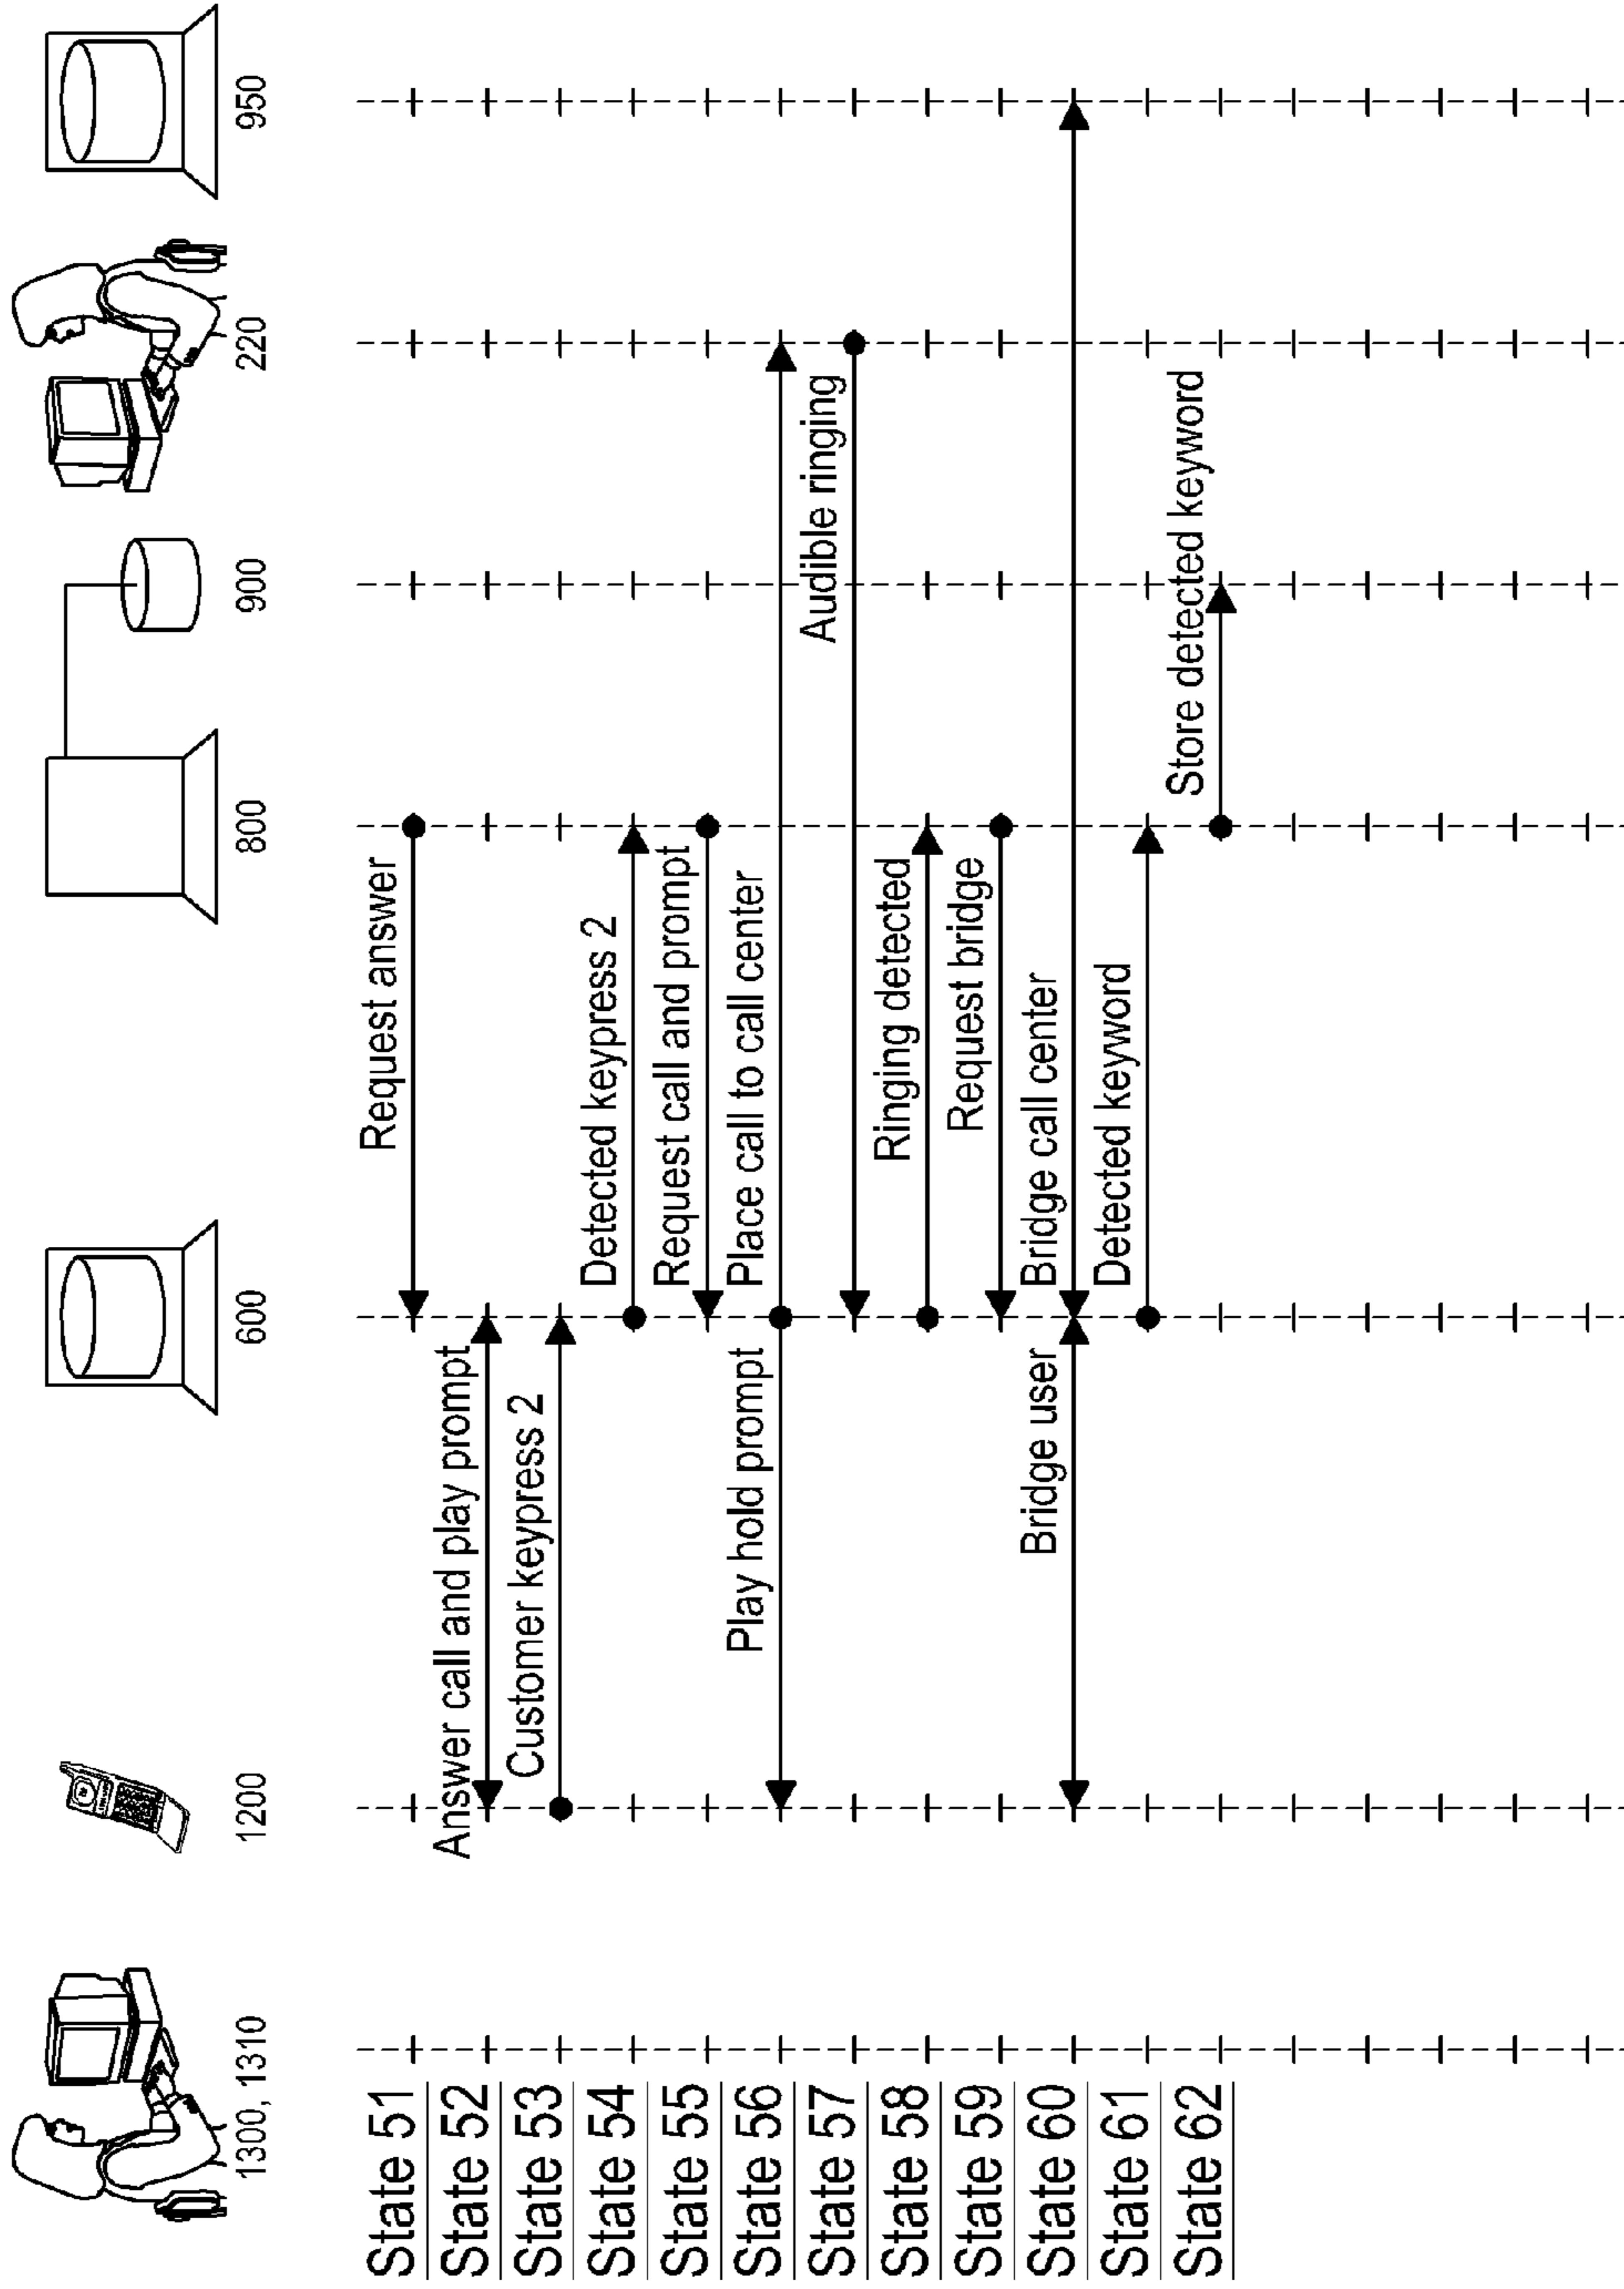 1300, 1310
1200
600
800
900
220
950
State 51
Request answer
State 52
Answer call and play prompt
State 53
Customer keypress 2
State 54
Detected keypress 2
State 55
Request call and prompt
State 56
Play hold prompt
Place call to call center
State 57
Audible ringing
State 58
Ringing detected
State 59
Request bridge
State 60
Bridge user
Bridge call center
State 61
Detected keyword
State 62
Store detected keyword